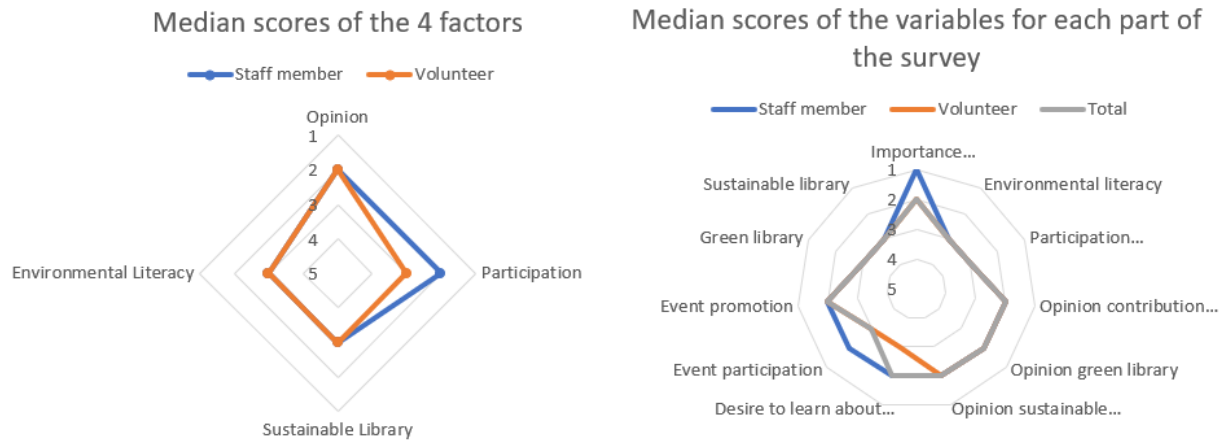 Median scores of the 4 factors
Staff member Volunteer
Opinion
1
2
3
4
5
Environmental Literacy
Participation
Sustainable Library
Median scores of the variables for each part of
the survey
Staff member Volunteer Total
Importance...
1
2
3
4
5
Sustainable library
Environmental literacy
Green library
Participation...
Event promotion
Opinion contribution...
Event participation
Opinion green library
Desire to learn about...
Opinion sustainable...